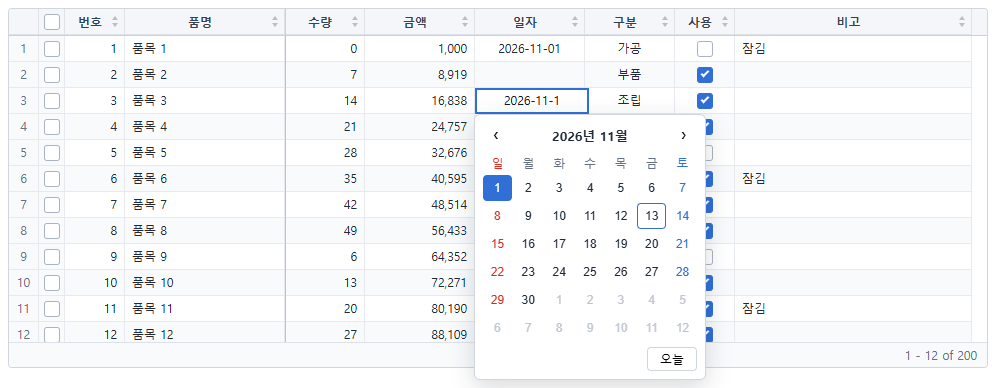 번호 품명 수량 금액 일자 구분 사용 비고
1 1 품목 1 0 1,000 2026-11-01 가공 잠김
2 2 품목 2 7 8,919 부품
3 3 품목 3 14 16,838 2026-11-1 조립
4 4 품목 4 21 24,757
5 5 품목 5 28 32,676
6 6 품목 6 35 40,595 잠김
7 7 품목 7 42 48,514
8 8 품목 8 49 56,433
9 9 품목 9 6 64,352
10 10 품목 10 13 72,271
11 11 품목 11 20 80,190 잠김
12 12 품목 12 27 88,109
‹ 2026년 11월 ›
일 월 화 수 목 금 토
1 2 3 4 5 6 7
8 9 10 11 12 13 14
15 16 17 18 19 20 21
22 23 24 25 26 27 28
29 30 1 2 3 4 5
6 7 8 9 10 11 12
오늘
1 - 12 of 200